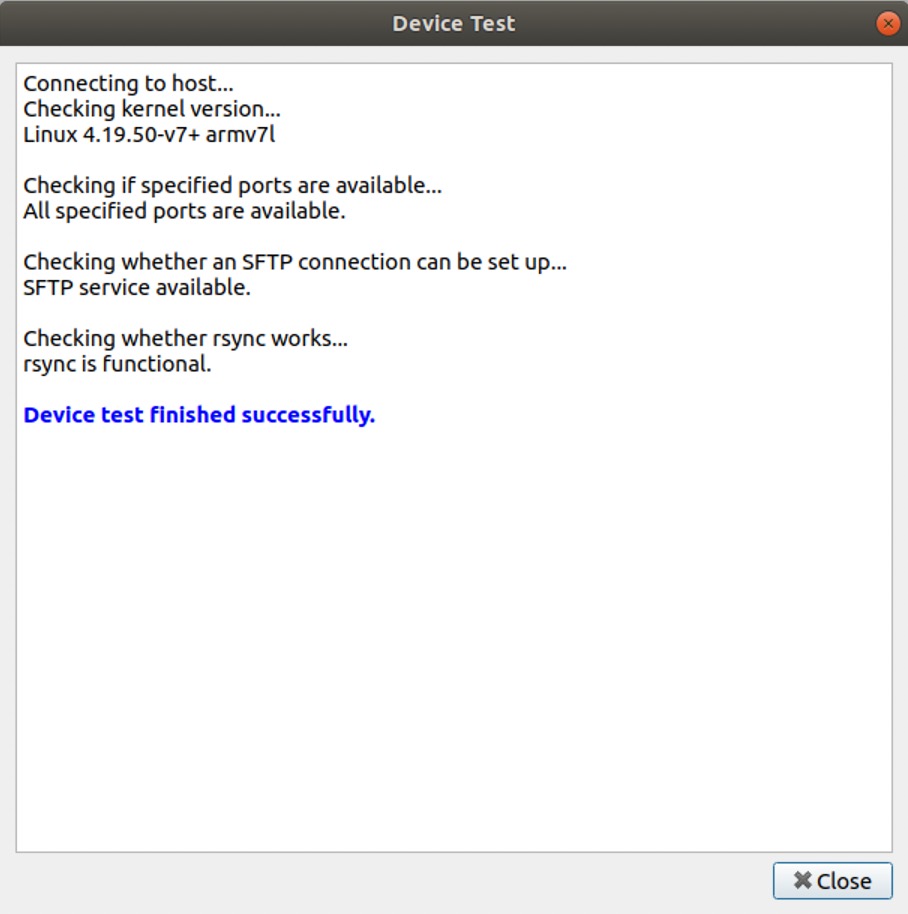 Device Test
Connecting to host...
Checking kernel version...
Linux 4.19.50-v7+ armv7l
Checking if specified ports are available...
All specified ports are available.
Checking whether an SFTP connection can be set up...
SFTP service available.
Checking whether rsync works...
rsync is functional.
Device test finished successfully.
Close